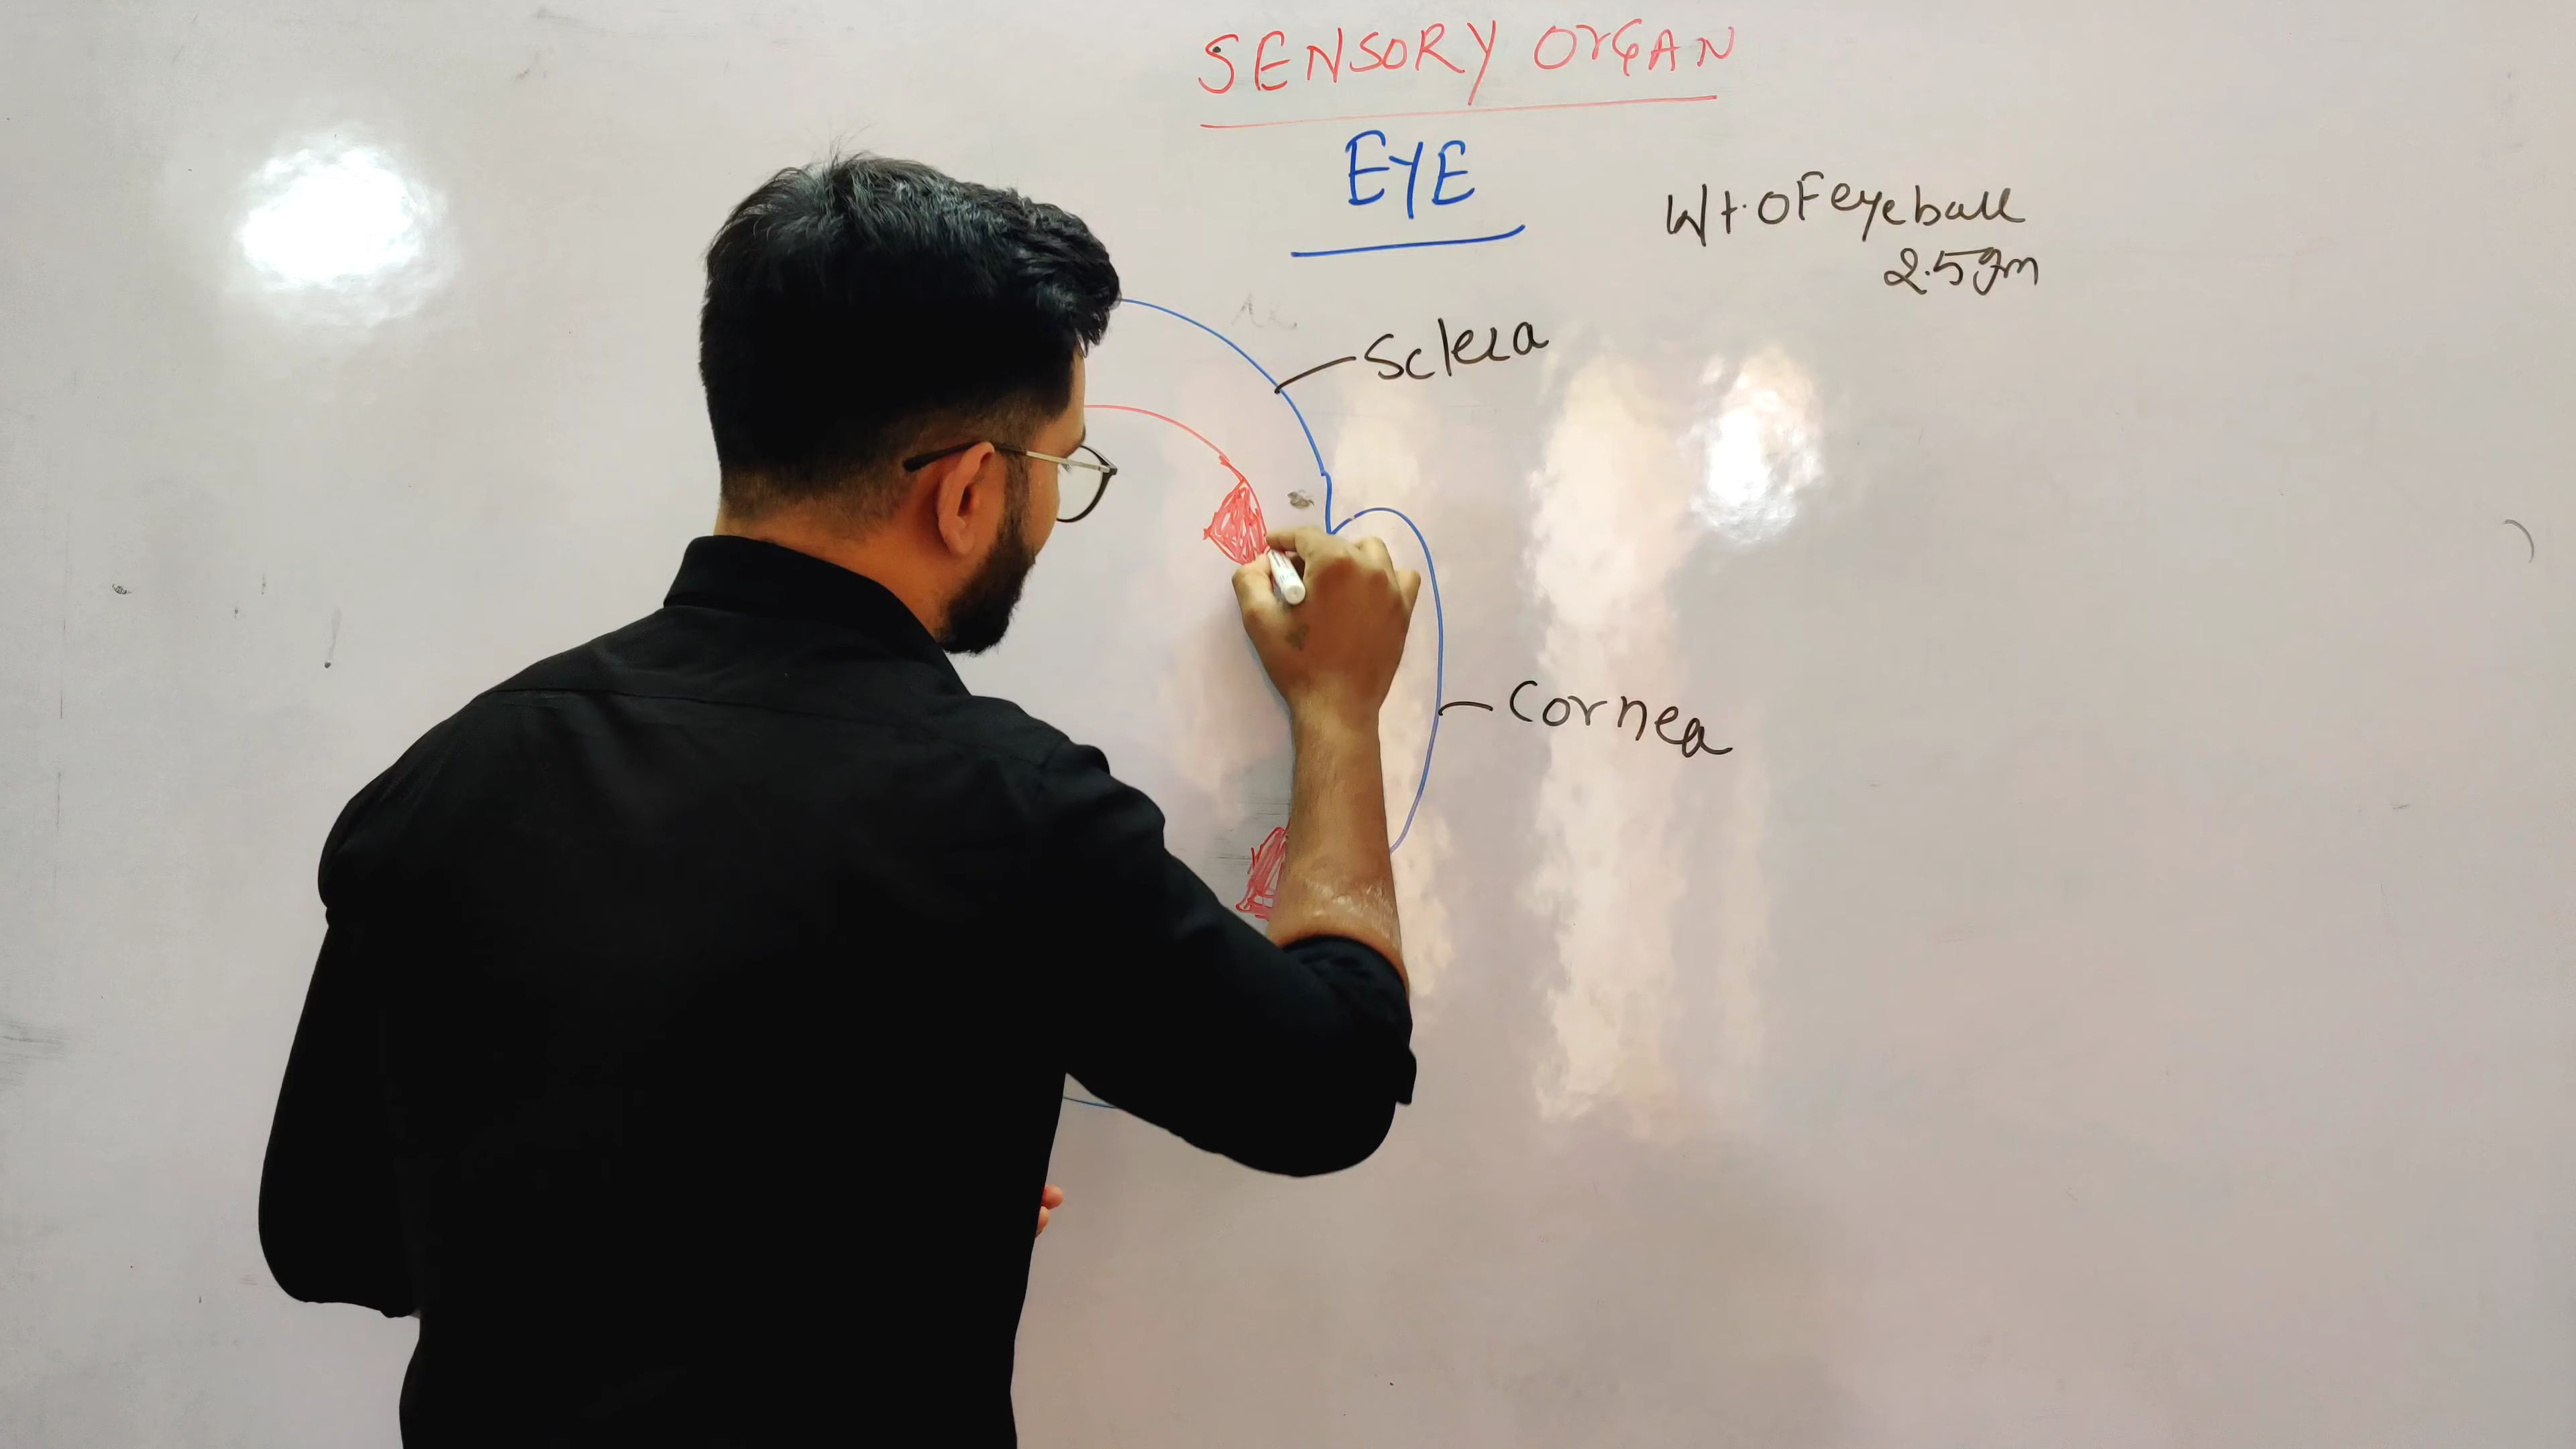 SENSORY OrGAN
EYE
Wt. OF eyeball
2.5gm
Sclera
Cornea